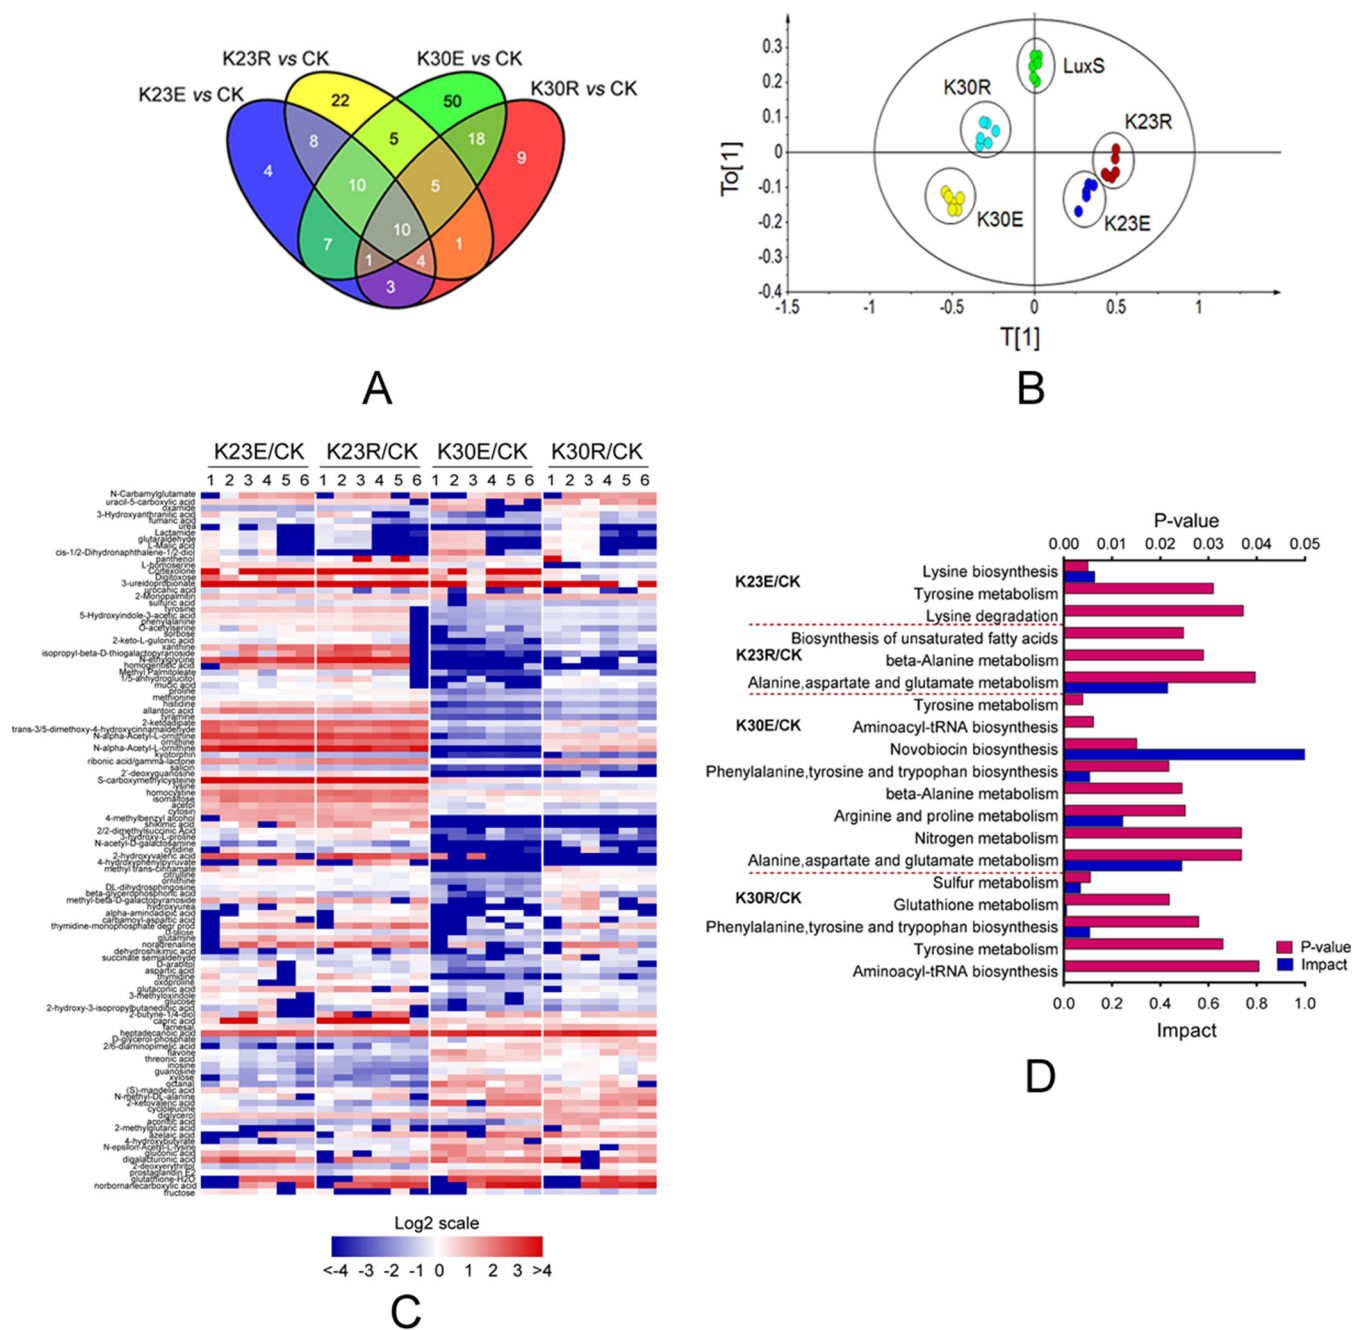 K23R vs CK
K30E vs CK
K23E vs CK
K30R vs CK
22
50
8
5
18
4
9
10
5
10
7
1
1
4
3
A
To[1]
0.3
0.2
0.1
0
-0.1
-0.2
-0.3
-0.4
-1.5
-1
-0.5
0
0.5
1
T[1]
LuxS
K30R
K23R
K30E
K23E
B
K23E/CK K23R/CK K30E/CK K30R/CK
1 2 3 4 5 6 1 2 3 4 5 6 1 2 3 4 5 6 1 2 3 4 5 6
N-Carbamylglutamate
uracil-5-carboxylic acid
oxamide
3-Hydroxyanthranilic acid
fumaric acid
urea
Lactamide
glutaraldehyde
L-Malic acid
cis-1/2-Dihydronaphthalene-1/2-diol
panthenol
L-homoserine
Cortexolone
Digitoxose
3-ureidopropionate
urocanic acid
2-Monopalmitin
sulfuric acid
tyrosine
5-Hydroxyindole-3-acetic acid
phenylalanine
O-acetylserine
sorbose
2-keto-L-gulonic acid
xanthine
isopropyl-beta-D-thiogalactopyranoside
N-ethylglycine
homogentisic acid
Methyl Palmitoleate
1/5-anhydroglucitol
mucic acid
proline
methionine
histidine
allantoic acid
tyramine
2-ketoadipate
trans-3/5-dimethoxy-4-hydroxycinnamaldehyde
N-alpha-Acetyl-L-ornithine
ornithine
N-alpha-Acetyl-L-ornithine
kyotorphin
ribonic acid/gamma-lactone
salicin
2'-deoxyguanosine
S-carboxymethylcysteine
lysine
homocystine
isomaltose
acetol
cytosin
4-methylbenzyl alcohol
shikimic acid
2/2-dimethylsuccinic Acid
3-hydroxy-L-proline
N-acetyl-D-galactosamine
cytidine
2-hydroxyvaleric acid
4-hydroxyphenylpyruvate
methyl trans-cinnamate
citrulline
ornithine
DL-dihydrosphingosine
beta-glycerophosphoric acid
methyl-beta-D-galactopyranoside
hydroxyurea
alpha-aminoadipic acid
carbamoyl-aspartic acid
thymidine-monophosphate degr prod
D-talose
glutamine
noradrenaline
dehydroshikimic acid
succinate semialdehyde
D-arabitol
aspartic acid
thymidine
oxoproline
glutaconic acid
3-methyloxindole
glucose
2-hydroxy-3-isopropylbutanedioic acid
2-butyne-1/4-diol
capric acid
farnesal
heptadecanoic acid
D-glycerol-phosphate
2/6-diaminopimelic acid
flavone
threonic acid
inosine
guanosine
xylose
octanal
(S)-mandelic acid
N-methyl-DL-alanine
2-ketovaleric acid
cycloleucine
diglycerol
aconitic acid
2-methylglutaric acid
azelaic acid
4-hydroxybutyrate
N-epsilon-Acetyl-L-lysine
gluconic acid
digalacturonic acid
2-deoxyerythritol
prostaglandin E2
glutathione-H2O
norbornanecarboxylic acid
fructose
Log2 scale
<-4 -3 -2 -1 0 1 2 3 >4
C
P-value
0.00 0.01 0.02 0.03 0.04 0.05
K23E/CK
Lysine biosynthesis
Tyrosine metabolism
Lysine degradation
Biosynthesis of unsaturated fatty acids
K23R/CK
beta-Alanine metabolism
Alanine,aspartate and glutamate metabolism
Tyrosine metabolism
K30E/CK
Aminoacyl-tRNA biosynthesis
Novobiocin biosynthesis
Phenylalanine,tyrosine and trypophan biosynthesis
beta-Alanine metabolism
Arginine and proline metabolism
Nitrogen metabolism
Alanine,aspartate and glutamate metabolism
Sulfur metabolism
K30R/CK
Glutathione metabolism
Phenylalanine,tyrosine and trypophan biosynthesis
Tyrosine metabolism
Aminoacyl-tRNA biosynthesis
P-value
Impact
0.0 0.2 0.4 0.6 0.8 1.0
Impact
D